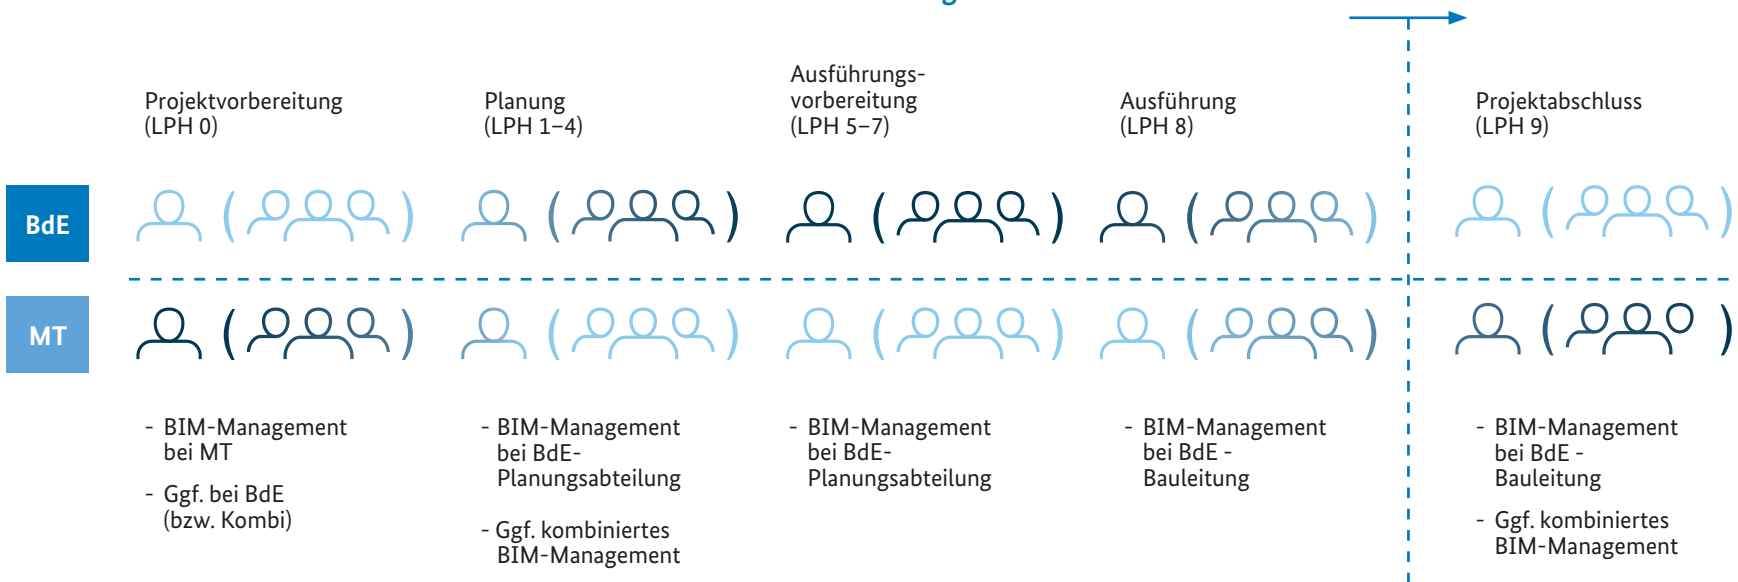 Projektvorbereitung
(LPH 0)
Planung
(LPH 1–4)
Ausführungs-
vorbereitung
(LPH 5–7)
Ausführung
(LPH 8)
Projektabschluss
(LPH 9)
BdE
MT
- BIM-Management
bei MT
- Ggf. bei BdE
(bzw. Kombi)
- BIM-Management
bei BdE-
Planungsabteilung
- Ggf. kombiniertes
BIM-Management
- BIM-Management
bei BdE-
Planungsabteilung
- BIM-Management
bei BdE -
Bauleitung
- BIM-Management
bei BdE -
Bauleitung
- Ggf. kombiniertes
BIM-Management